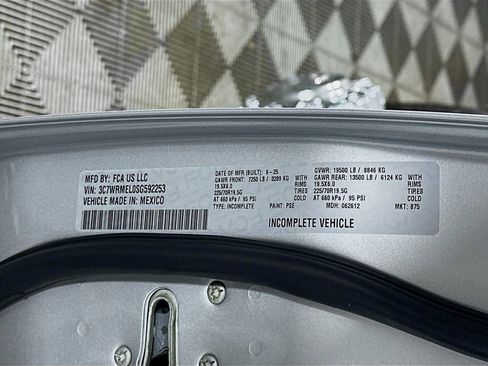 MFD BY: FCA US LLC
VIN: 3C7WRMEL0SG592253
VEHICLE MADE IN: MEXICO
DATE OF MFR (BUILT): 6-25
GAWR FRONT: 7250 LB / 3289 KG WITH
19.5X6.0 RIMS
225/70R19.5G TIRES
AT 660 kPa / 95 PSI COLD
TYPE: INCOMPLETE PAINT: PSE
GVWR: 19500 LB / 8846 KG
GAWR REAR: 13500 LB / 6124 KG WITH
19.5X6.0 RIMS
225/70R19.5G TIRES
AT 660 kPa / 95 PSI COLD
MDH: 062612 MKT: 875
INCOMPLETE VEHICLE